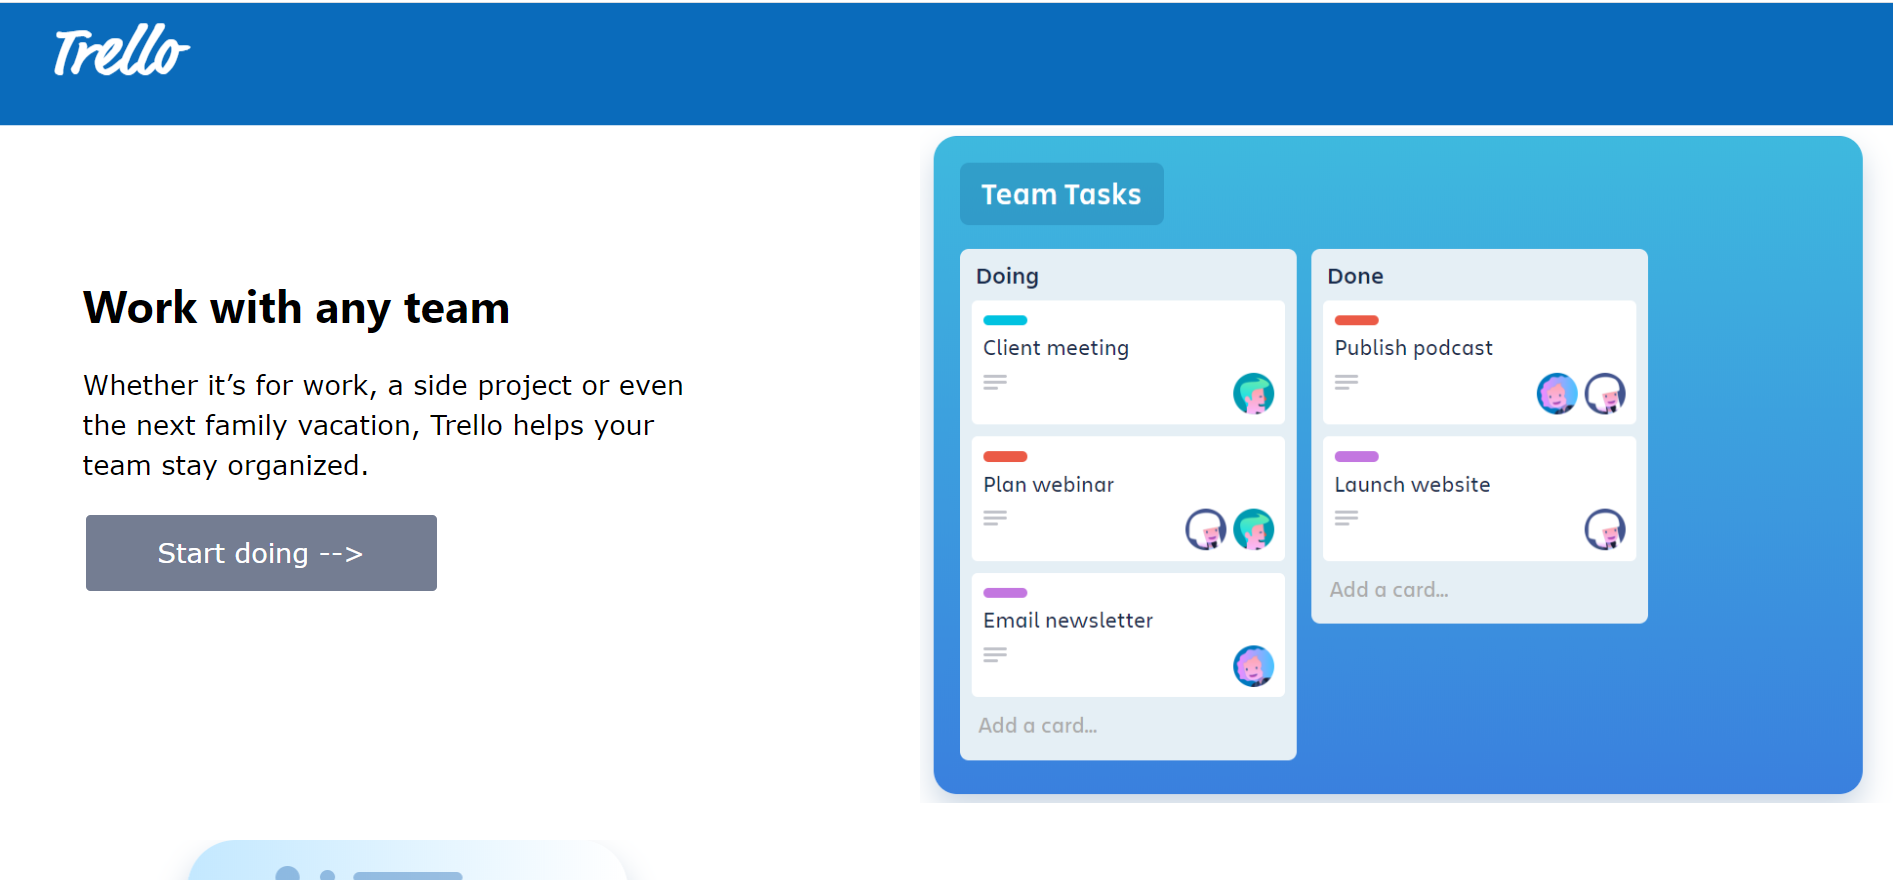 Trello
Work with any team
Whether it’s for work, a side project or even
the next family vacation, Trello helps your
team stay organized.
Start doing -->
Team Tasks
Doing
Client meeting
Plan webinar
Email newsletter
Add a card...
Done
Publish podcast
Launch website
Add a card...